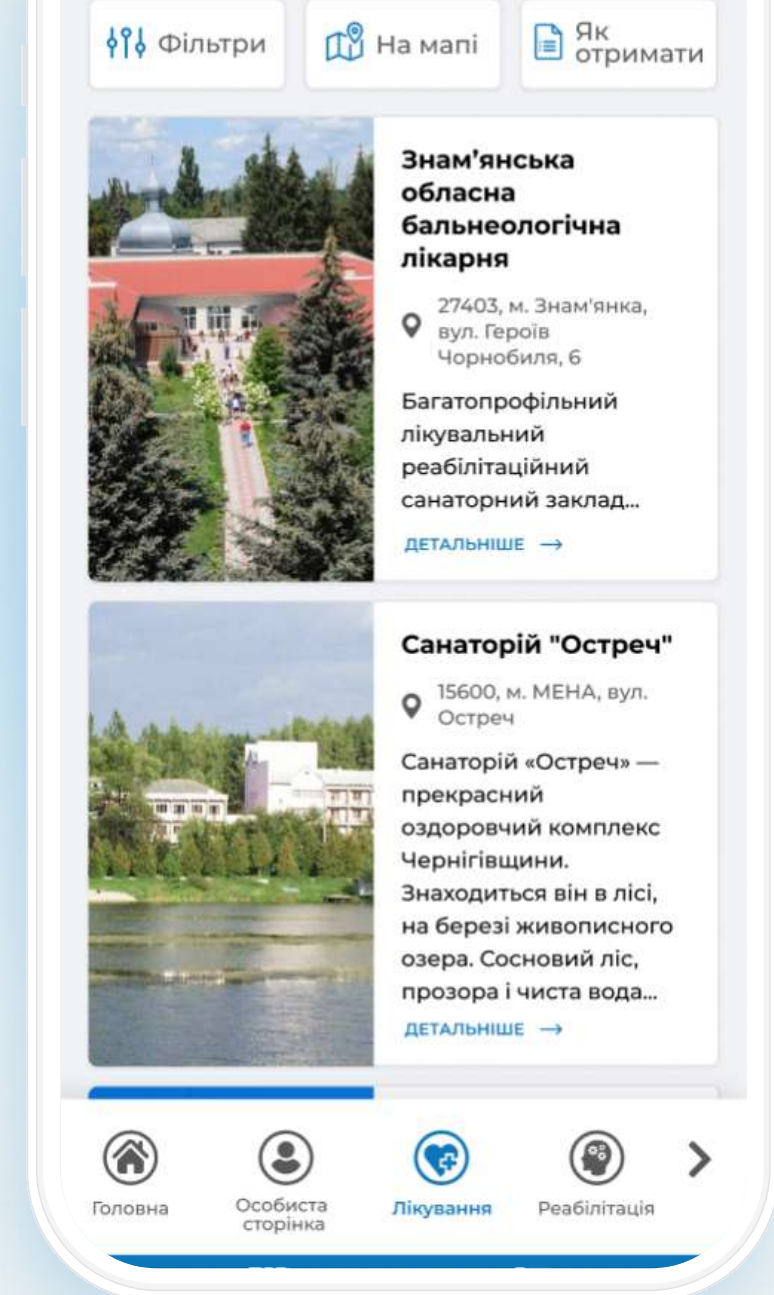 Фільтри
На мапі
Як
отримати
Знам’янська
обласна
бальнеологічна
лікарня
27403, м. Знам'янка,
вул. Героїв
Чорнобиля, 6
Багатопрофільний
лікувальний
реабілітаційний
санаторний заклад...
ДЕТАЛЬНІШЕ
Санаторій "Остреч"
15600, м. МЕНА, вул.
Остреч
Санаторій «Остреч» —
прекрасний
оздоровчий комплекс
Чернігівщини.
Знаходиться він в лісі,
на березі живописного
озера. Сосновий ліс,
прозора і чиста вода...
ДЕТАЛЬНІШЕ
Головна
Особиста
сторінка
Лікування
Реабілітація